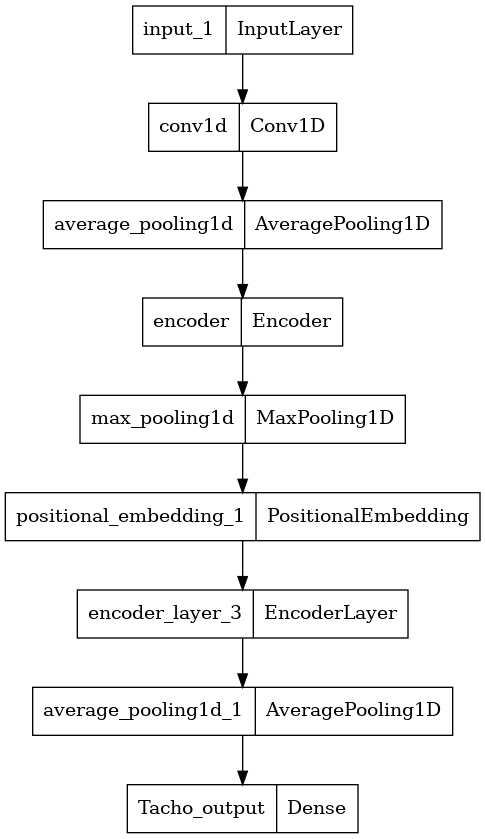 input_1 InputLayer
conv1d Conv1D
average_pooling1d AveragePooling1D
encoder Encoder
max_pooling1d MaxPooling1D
positional_embedding_1 PositionalEmbedding
encoder_layer_3 EncoderLayer
average_pooling1d_1 AveragePooling1D
Tacho_output Dense